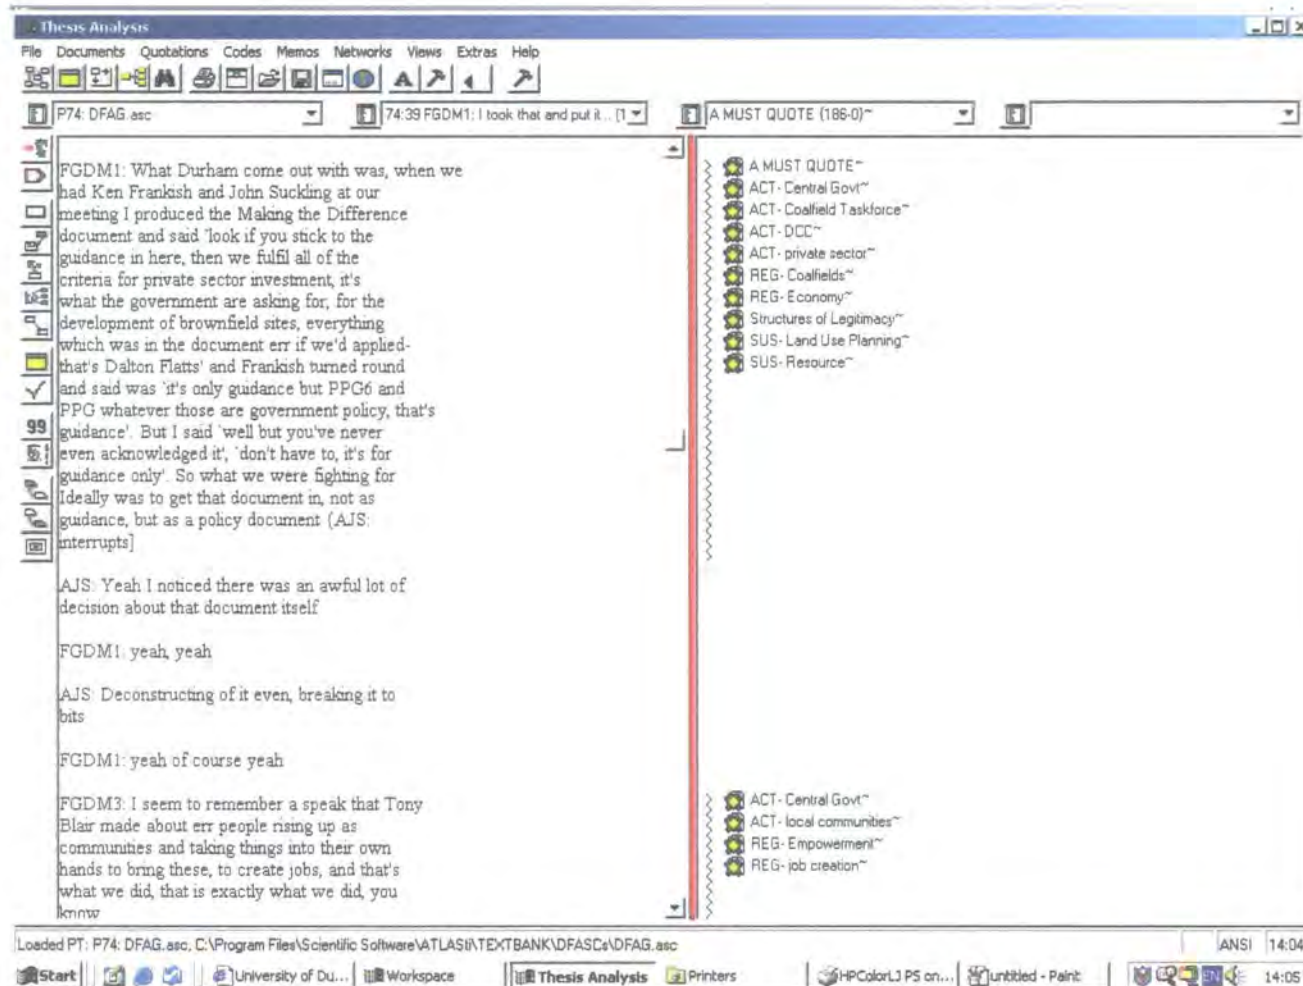 Thesis Analysis
File Documents Quotations Codes Memos Networks Views Extras Help
P74: DFAG.asc
74:39 FGDM1: I took that and put it... [1
A MUST QUOTE (186-0)~
FGDM1: What Durham come out with was, when we
had Ken Frankish and John Suckling at our
meeting I produced the Making the Difference
document and said 'look if you stick to the
guidance in here, then we fulfil all of the
criteria for private sector investment, it's
what the government are asking for, for the
development of brownfield sites, everything
which was in the document err if we'd applied-
that's Dalton Flatts' and Frankish turned round
and said was 'it's only guidance but PPG6 and
PPG whatever those are government policy, that's
guidance'. But I said 'well but you've never
even acknowledged it', 'don't have to, it's for
guidance only'. So what we were fighting for
Ideally was to get that document in, not as
guidance, but as a policy document (AJS:
interrupts]
AJS: Yeah I noticed there was an awful lot of
decision about that document itself
FGDM1: yeah, yeah
AJS: Deconstructing of it even, breaking it to
bits
FGDM1: yeah of course yeah
FGDM3: I seem to remember a speak that Tony
Blair made about err people rising up as
communities and taking things into their own
hands to bring these, to create jobs, and that's
what we did, that is exactly what we did, you
know
A MUST QUOTE~
ACT- Central Govt~
ACT- Coalfield Taskforce~
ACT- DCC~
ACT- private sector~
REG- Coalfields~
REG- Economy~
Structures of Legitimacy~
SUS- Land Use Planning~
SUS- Resource~
ACT- Central Govt~
ACT- local communities~
REG- Empowerment~
REG- job creation~
99
Loaded PT: P74: DFAG.asc, C:\Program Files\Scientific Software\ATLASti\TEXTBANK\DFASCs\DFAG.asc
ANSI 14:04
Start University of Du... Workspace Thesis Analysis Printers HPColorLJ PS on... untitled - Paint EN 14:05